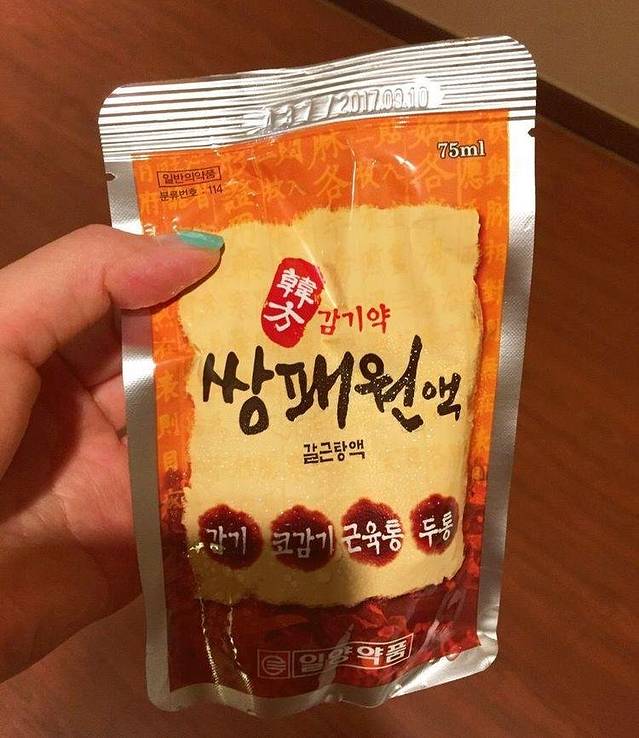 2017.09.10
75ml
일반의약품
분류번호 : 114
韓方
감기약
쌍패원액
갈근탕액
감기 코감기 근육통 두통
일양약품